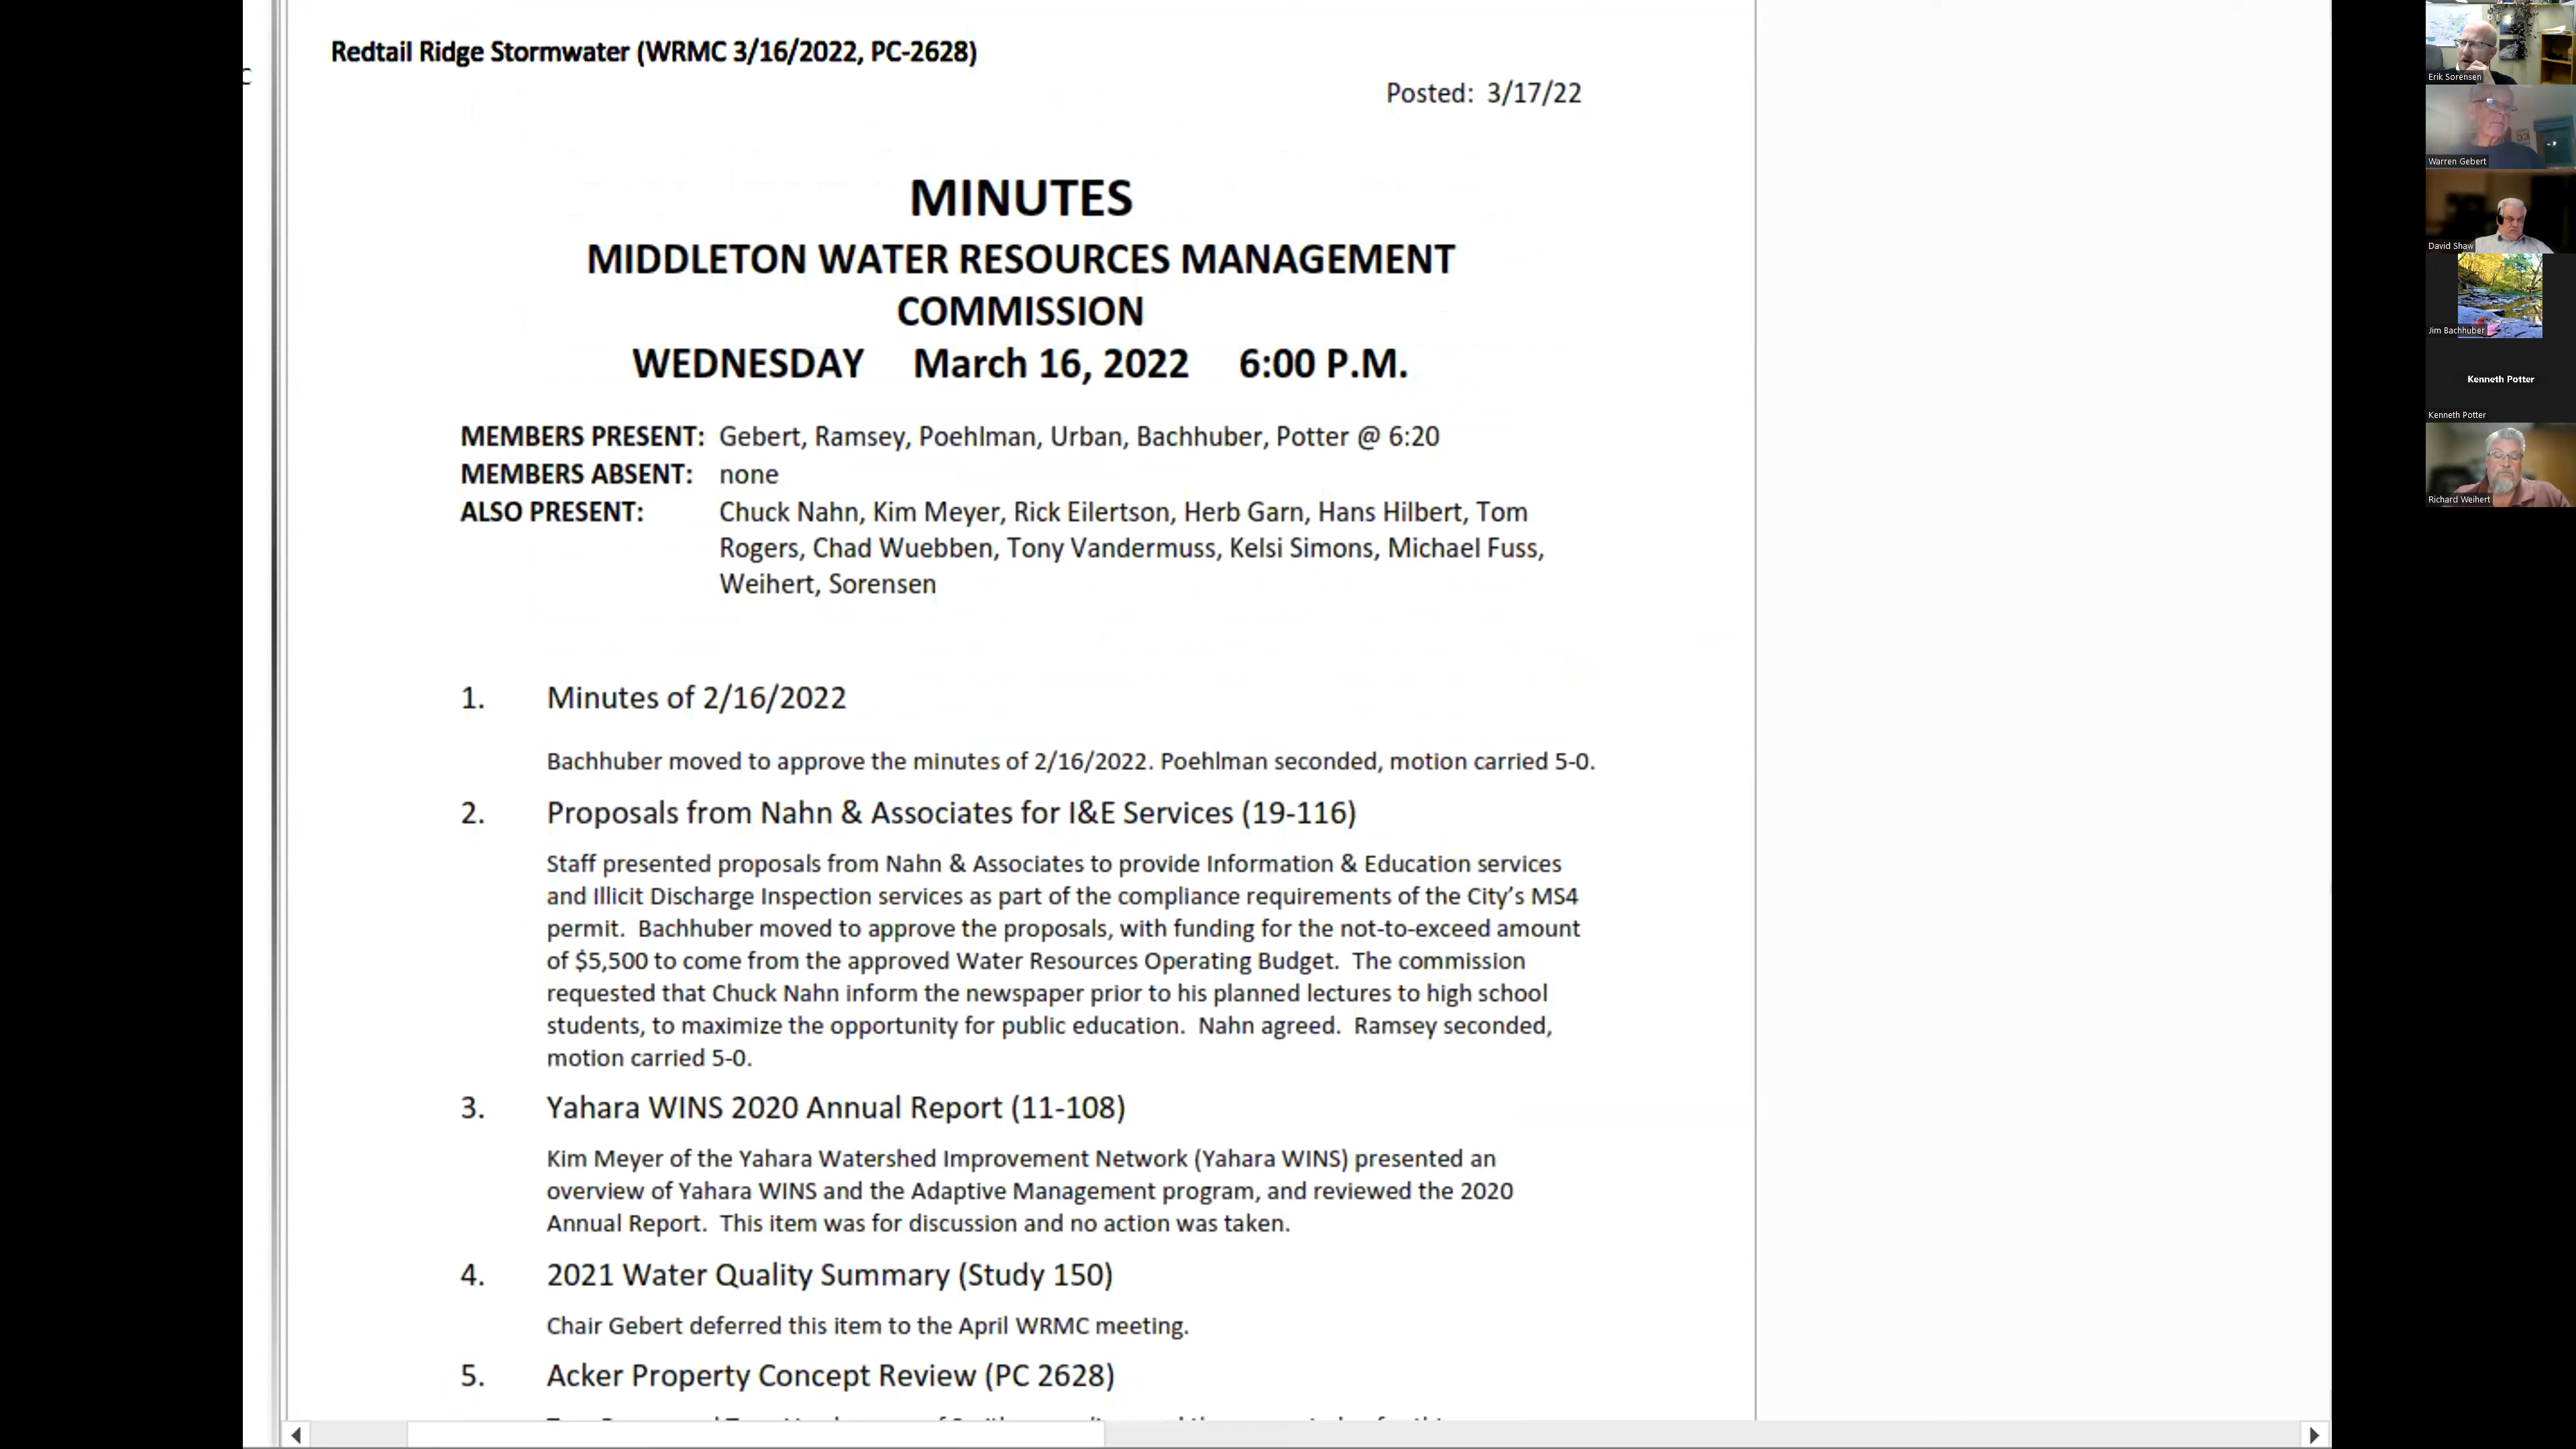 Redtail Ridge Stormwater (WRMC 3/16/2022, PC-2628)
Posted: 3/17/22
MINUTES
MIDDLETON WATER RESOURCES MANAGEMENT
COMMISSION
WEDNESDAY March 16, 2022 6:00 P.M.
MEMBERS PRESENT: Gebert, Ramsey, Poehlman, Urban, Bachhuber, Potter @ 6:20
MEMBERS ABSENT: none
ALSO PRESENT: Chuck Nahn, Kim Meyer, Rick Eilertson, Herb Garn, Hans Hilbert, Tom
Rogers, Chad Wuebben, Tony Vandermuss, Kelsi Simons, Michael Fuss,
Weihert, Sorensen
1. Minutes of 2/16/2022
Bachhuber moved to approve the minutes of 2/16/2022. Poehlman seconded, motion carried 5-0.
2. Proposals from Nahn & Associates for I&E Services (19-116)
Staff presented proposals from Nahn & Associates to provide Information & Education services
and Illicit Discharge Inspection services as part of the compliance requirements of the City’s MS4
permit. Bachhuber moved to approve the proposals, with funding for the not-to-exceed amount
of $5,500 to come from the approved Water Resources Operating Budget. The commission
requested that Chuck Nahn inform the newspaper prior to his planned lectures to high school
students, to maximize the opportunity for public education. Nahn agreed. Ramsey seconded,
motion carried 5-0.
3. Yahara WINS 2020 Annual Report (11-108)
Kim Meyer of the Yahara Watershed Improvement Network (Yahara WINS) presented an
overview of Yahara WINS and the Adaptive Management program, and reviewed the 2020
Annual Report. This item was for discussion and no action was taken.
4. 2021 Water Quality Summary (Study 150)
Chair Gebert deferred this item to the April WRMC meeting.
5. Acker Property Concept Review (PC 2628)
Erik Sorensen
Warren Gebert
David Shaw
Jim Bachhuber
Kenneth Potter
Kenneth Potter
Richard Weihert